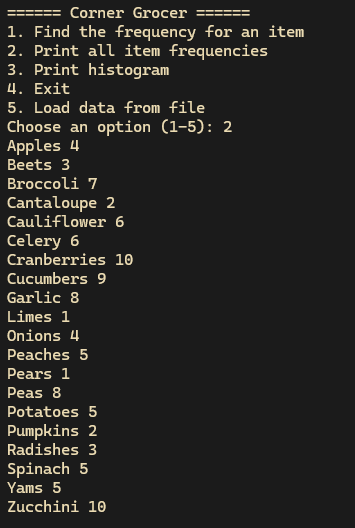 ====== Corner Grocer ======
1. Find the frequency for an item
2. Print all item frequencies
3. Print histogram
4. Exit
5. Load data from file
Choose an option (1-5): 2
Apples 4
Beets 3
Broccoli 7
Cantaloupe 2
Cauliflower 6
Celery 6
Cranberries 10
Cucumbers 9
Garlic 8
Limes 1
Onions 4
Peaches 5
Pears 1
Peas 8
Potatoes 5
Pumpkins 2
Radishes 3
Spinach 5
Yams 5
Zucchini 10